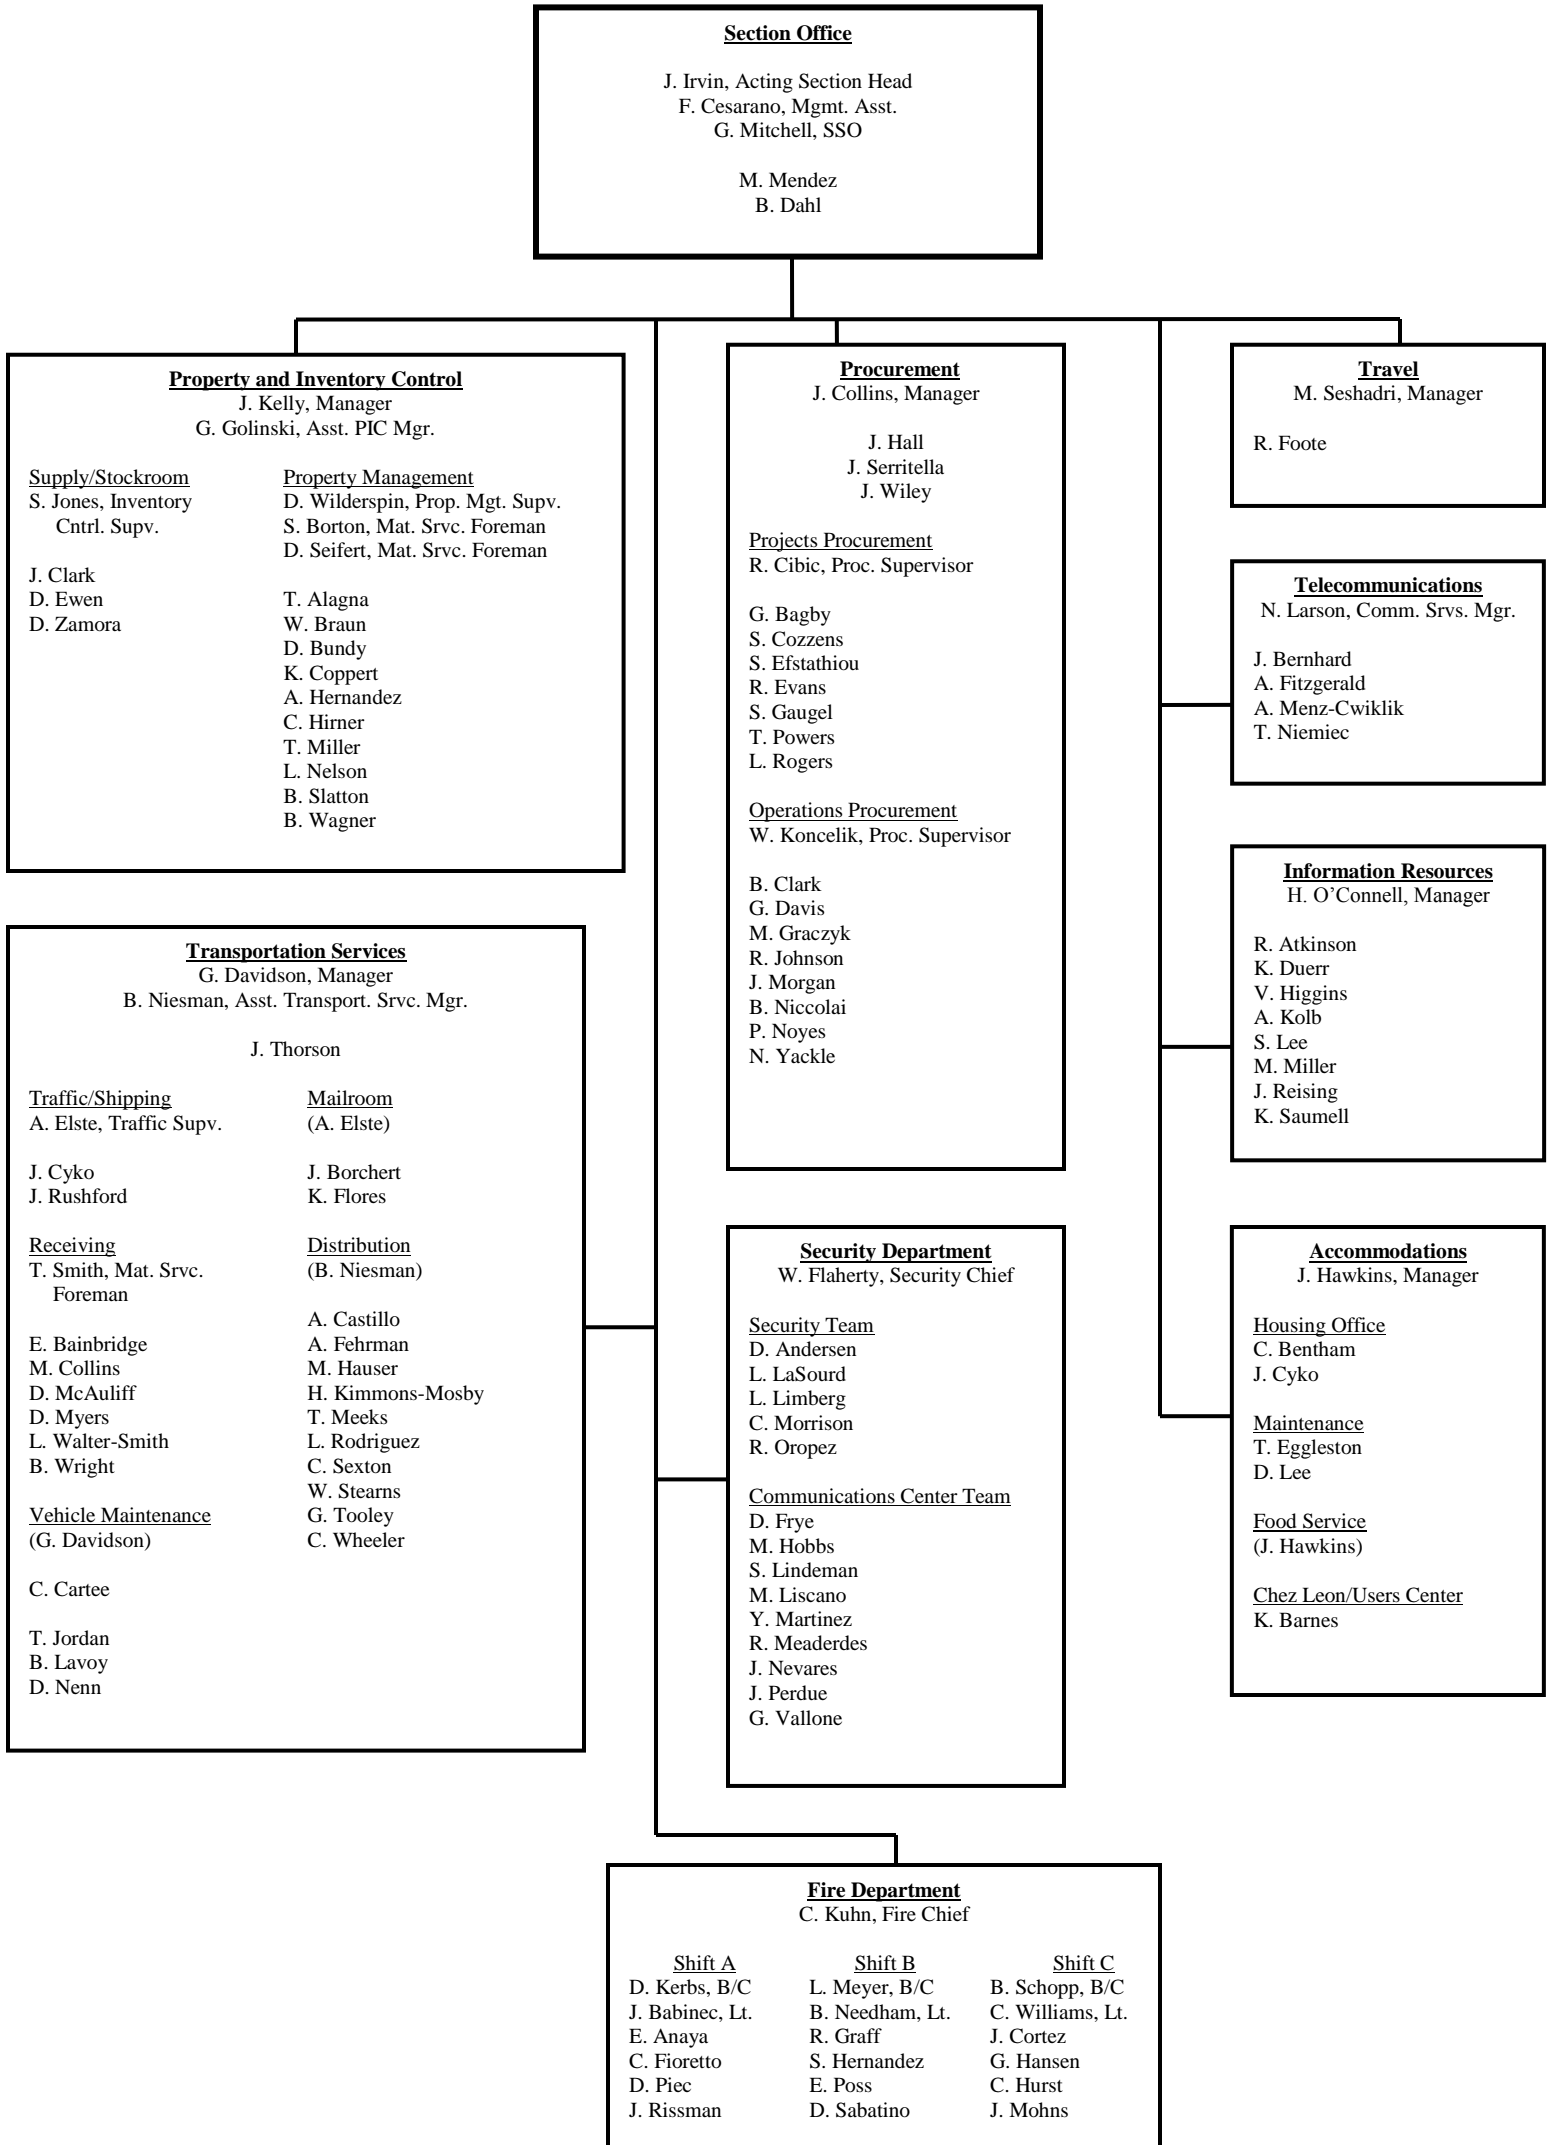 Section Office
J. Irvin, Acting Section Head
F. Cesarano, Mgmt. Asst.
G. Mitchell, SSO
M. Mendez
B. Dahl
Property and Inventory Control
J. Kelly, Manager
G. Golinski, Asst. PIC Mgr.
Supply/Stockroom
S. Jones, Inventory
Cntrl. Supv.
J. Clark
D. Ewen
D. Zamora
Property Management
D. Wilderspin, Prop. Mgt. Supv.
S. Borton, Mat. Srvc. Foreman
D. Seifert, Mat. Srvc. Foreman
T. Alagna
W. Braun
D. Bundy
K. Coppert
A. Hernandez
C. Hirner
T. Miller
L. Nelson
B. Slatton
B. Wagner
Procurement
J. Collins, Manager
J. Hall
J. Serritella
J. Wiley
Projects Procurement
R. Cibic, Proc. Supervisor
G. Bagby
S. Cozzens
S. Efstathiou
R. Evans
S. Gaugel
T. Powers
L. Rogers
Operations Procurement
W. Koncelik, Proc. Supervisor
B. Clark
G. Davis
M. Graczyk
R. Johnson
J. Morgan
B. Niccolai
P. Noyes
N. Yackle
Travel
M. Seshadri, Manager
R. Foote
Telecommunications
N. Larson, Comm. Srvs. Mgr.
J. Bernhard
A. Fitzgerald
A. Menz-Cwiklik
T. Niemiec
Information Resources
H. O’Connell, Manager
R. Atkinson
K. Duerr
V. Higgins
A. Kolb
S. Lee
M. Miller
J. Reising
K. Saumell
Transportation Services
G. Davidson, Manager
B. Niesman, Asst. Transport. Srvc. Mgr.
J. Thorson
Traffic/Shipping
A. Elste, Traffic Supv.
J. Cyko
J. Rushford
Receiving
T. Smith, Mat. Srvc.
Foreman
E. Bainbridge
M. Collins
D. McAuliff
D. Myers
L. Walter-Smith
B. Wright
Vehicle Maintenance
(G. Davidson)
C. Cartee
T. Jordan
B. Lavoy
D. Nenn
Mailroom
(A. Elste)
J. Borchert
K. Flores
Distribution
(B. Niesman)
A. Castillo
A. Fehrman
M. Hauser
H. Kimmons-Mosby
T. Meeks
L. Rodriguez
C. Sexton
W. Stearns
G. Tooley
C. Wheeler
Security Department
W. Flaherty, Security Chief
Security Team
D. Andersen
L. LaSourd
L. Limberg
C. Morrison
R. Oropez
Communications Center Team
D. Frye
M. Hobbs
S. Lindeman
M. Liscano
Y. Martinez
R. Meaderdes
J. Nevares
J. Perdue
G. Vallone
Accommodations
J. Hawkins, Manager
Housing Office
C. Bentham
J. Cyko
Maintenance
T. Eggleston
D. Lee
Food Service
(J. Hawkins)
Chez Leon/Users Center
K. Barnes
Fire Department
C. Kuhn, Fire Chief
Shift A
D. Kerbs, B/C
J. Babinec, Lt.
E. Anaya
C. Fioretto
D. Piec
J. Rissman
Shift B
L. Meyer, B/C
B. Needham, Lt.
R. Graff
S. Hernandez
E. Poss
D. Sabatino
Shift C
B. Schopp, B/C
C. Williams, Lt.
J. Cortez
G. Hansen
C. Hurst
J. Mohns